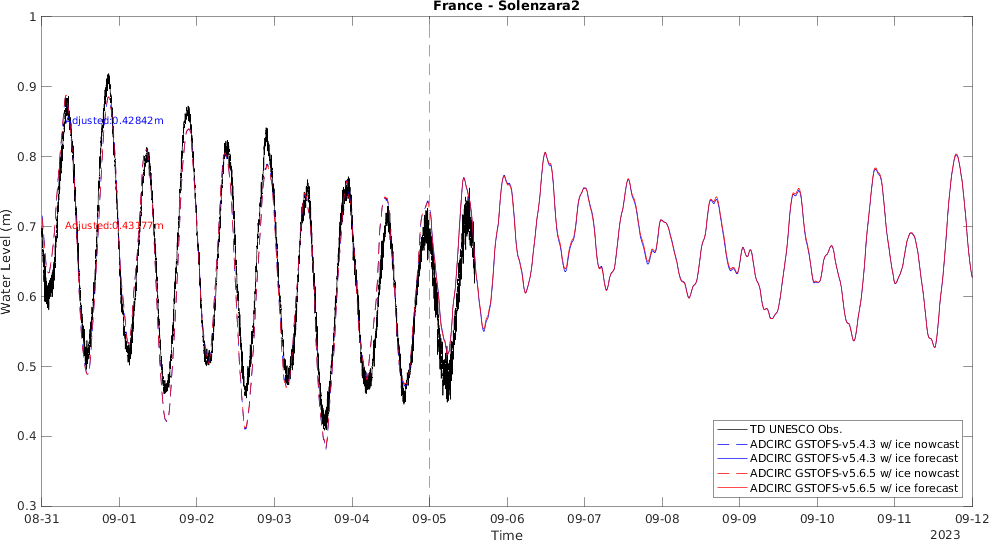 France - Solenzara2
1
0.9
0.8
0.7
0.6
0.5
0.4
0.3
Water Level (m)
Adjusted:0.42842m
Adjusted:0.43177m
TD UNESCO Obs.
ADCIRC GSTOFS-v5.4.3 w/ ice nowcast
ADCIRC GSTOFS-v5.4.3 w/ ice forecast
ADCIRC GSTOFS-v5.6.5 w/ ice nowcast
ADCIRC GSTOFS-v5.6.5 w/ ice forecast
08-31 09-01 09-02 09-03 09-04 09-05 09-06 09-07 09-08 09-09 09-10 09-11 09-12
Time
2023